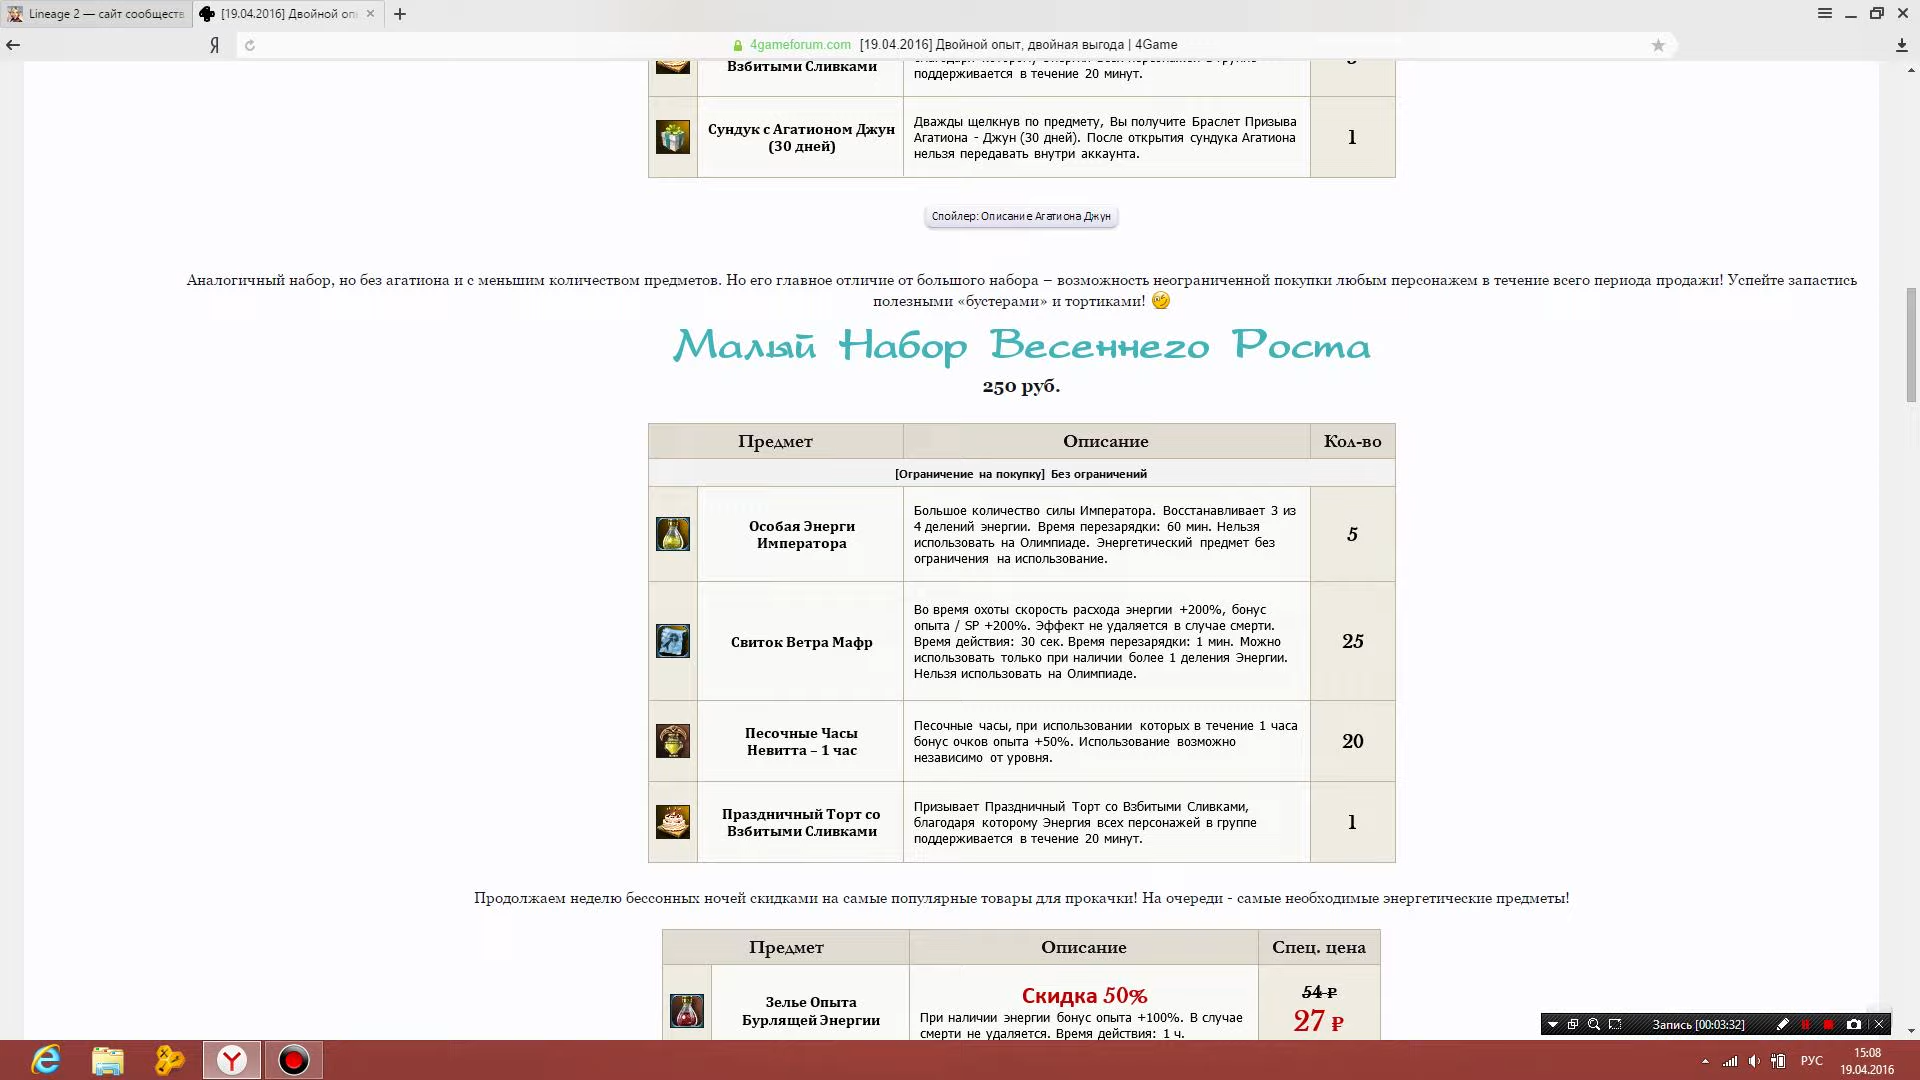 Lineage 2 — сайт сообществ
[19.04.2016] Двойной оп
4gameforum.com [19.04.2016] Двойной опыт, двойная выгода | 4Game
Взбитыми Сливками
поддерживается в течение 20 минут.
Сундук с Агатионом Джун
(30 дней)
Дважды щелкнув по предмету, Вы получите Браслет Призыва
Агатиона - Джун (30 дней). После открытия сундука Агатиона
нельзя передавать внутри аккаунта.
1
Спойлер: Описание Агатиона Джун
Аналогичный набор, но без агатиона и с меньшим количеством предметов. Но его главное отличие от большого набора – возможность неограниченной покупки любым персонажем в течение всего периода продажи! Успейте запастись
полезными «бустерами» и тортиками!
Малый Набор Весеннего Роста
250 руб.
Предмет Описание Кол-во
[Ограничение на покупку] Без ограничений
Особая Энерги
Императора
Большое количество силы Императора. Восстанавливает 3 из
4 делений энергии. Время перезарядки: 60 мин. Нельзя
использовать на Олимпиаде. Энергетический предмет без
ограничения на использование.
5
Свиток Ветра Мафр
Во время охоты скорость расхода энергии +200%, бонус
опыта / SP +200%. Эффект не удаляется в случае смерти.
Время действия: 30 сек. Время перезарядки: 1 мин. Можно
использовать только при наличии более 1 деления Энергии.
Нельзя использовать на Олимпиаде.
25
Песочные Часы
Невитта – 1 час
Песочные часы, при использовании которых в течение 1 часа
бонус очков опыта +50%. Использование возможно
независимо от уровня.
20
Праздничный Торт со
Взбитыми Сливками
Призывает Праздничный Торт со Взбитыми Сливками,
благодаря которому Энергия всех персонажей в группе
поддерживается в течение 20 минут.
1
Продолжаем неделю бессонных ночей скидками на самые популярные товары для прокачки! На очереди - самые необходимые энергетические предметы!
Предмет Описание Спец. цена
Зелье Опыта
Бурлящей Энергии
Скидка 50%
При наличии энергии бонус опыта +100%. В случае
смерти не удаляется. Время действия: 1 ч.
54 ₽
27 ₽
Запись [00:03:32]
РУС
15:08
19.04.2016